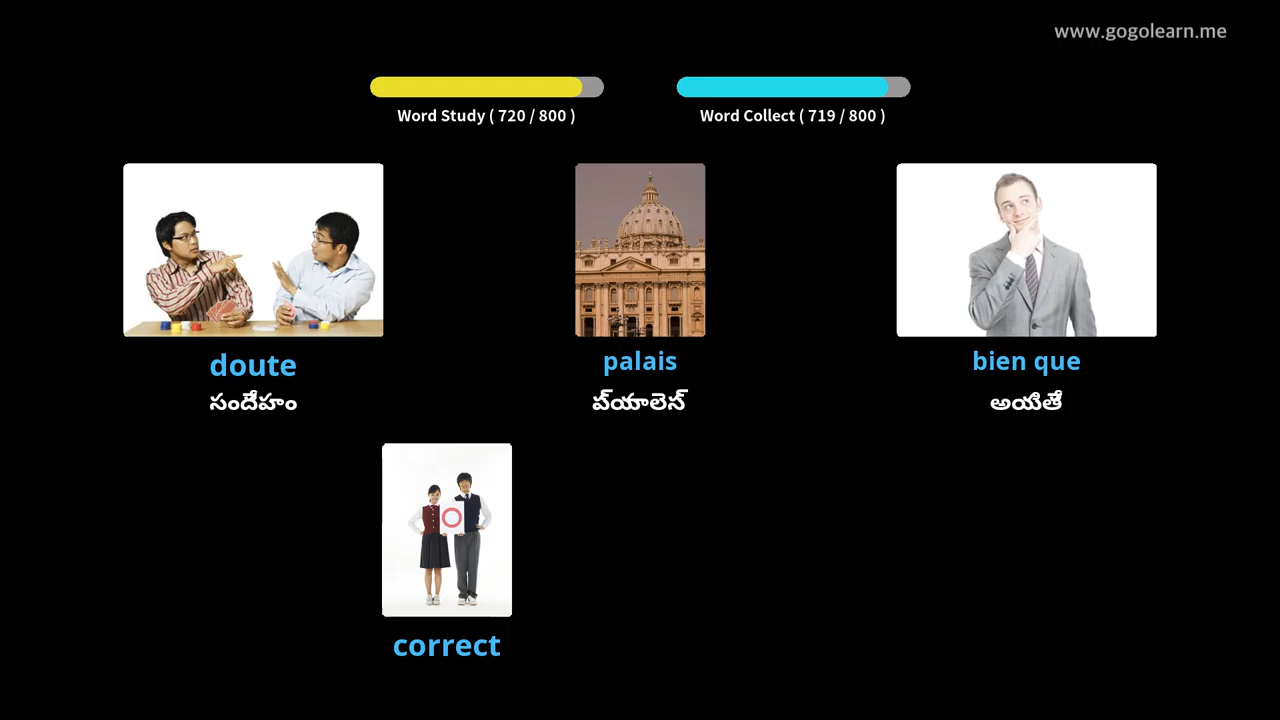 www.gogolearn.me
Word Study ( 720 / 800 )
Word Collect ( 719 / 800 )
doute
palais
bien que
సందేహం
ప్యాలెస్
అయితే
correct